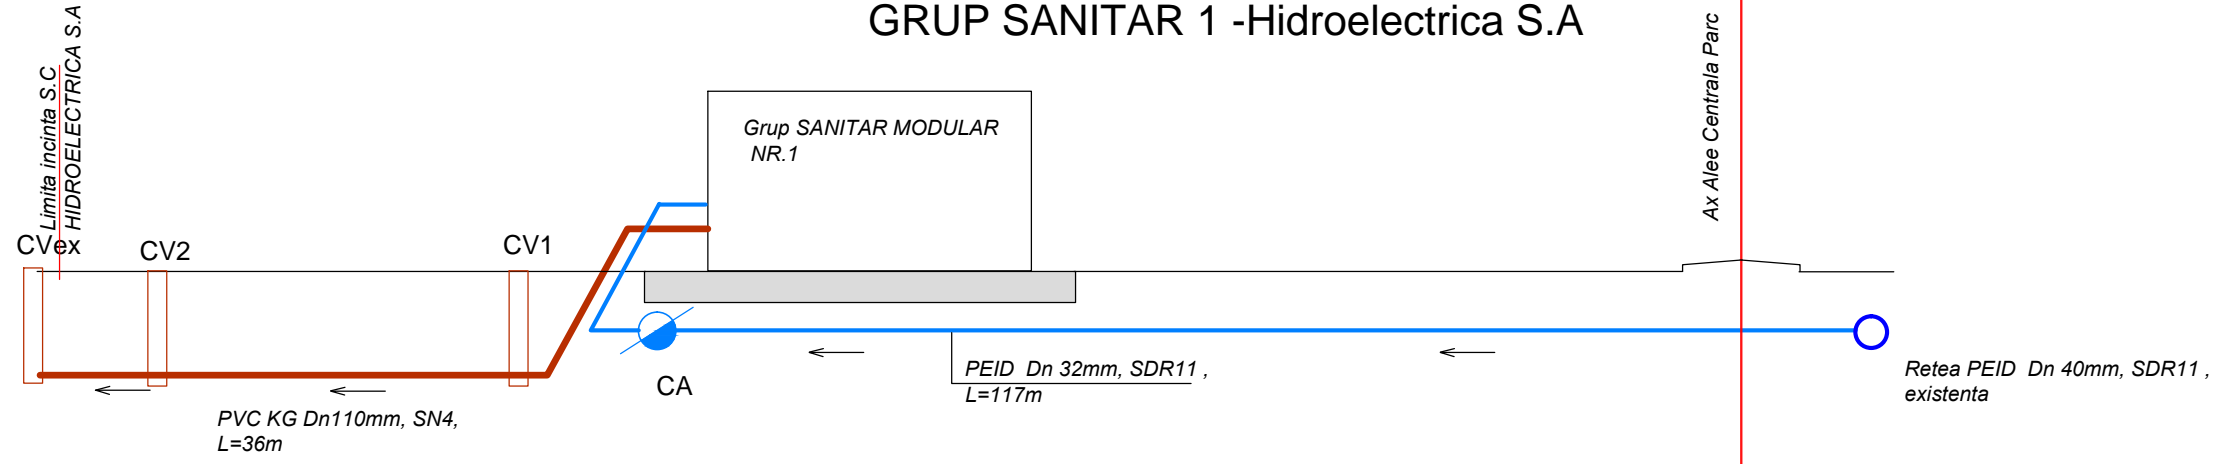 GRUP SANITAR 1 -Hidroelectrica S.A
Limita incinta S.C
HIDROELECTRICA S.A
Ax Alee Centrala Parc
Grup SANITAR MODULAR
NR.1
CVex
CV2
CV1
CA
PEID Dn 32mm, SDR11 ,
L=117m
Retea PEID Dn 40mm, SDR11 ,
existenta
PVC KG Dn110mm, SN4,
L=36m